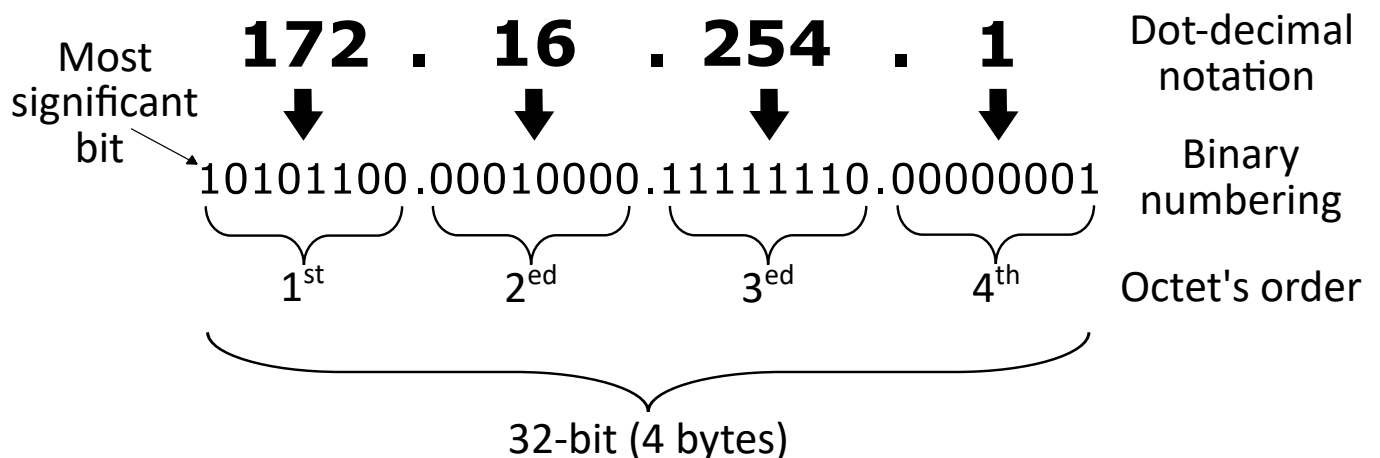 172 . 16 . 254 . 1
Dot-decimal
notation
Most
significant
bit
10101100.00010000.11111110.00000001
Binary
numbering
1st 2ed 3ed 4th
Octet's order
32-bit (4 bytes)